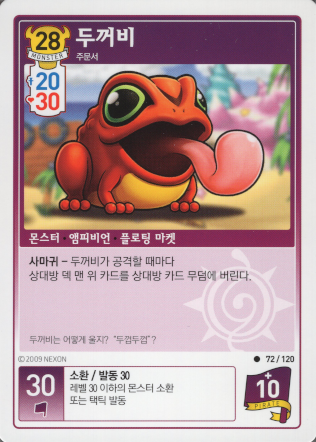 28
두꺼비
MONSTER
주문서
20
30
몬스터 · 앰피비언 · 플로팅 마켓
사마귀 – 두꺼비가 공격할 때마다
상대방 덱 맨 위 카드를 상대방 카드 무덤에 버린다.
두꺼비는 어떻게 울지? "두껍두껍"?
© 2009 NEXON
● 72 / 120
30
소환 / 발동 30
레벨 30 이하의 몬스터 소환
또는 택틱 발동
+
10
PIRATE